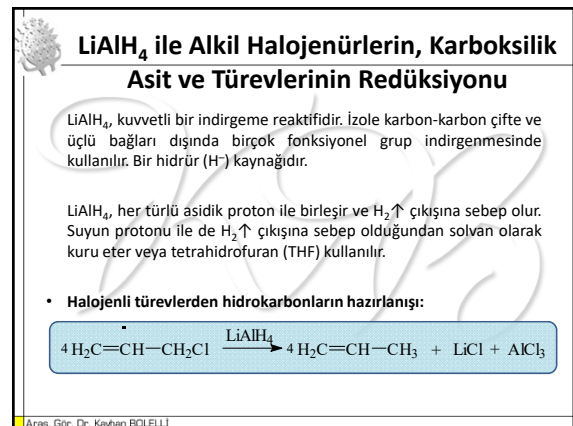 LiAlH₄ ile Alkil Halojenürlerin, Karboksilik
Asit ve Türevlerinin Redüksiyonu
LiAlH₄, kuvvetli bir indirgeme reaktifidir. İzole karbon-karbon çifte ve
üçlü bağları dışında birçok fonksiyonel grup indirgenmesinde
kullanılır. Bir hidrür (H⁻) kaynağıdır.
LiAlH₄, her türlü asidik proton ile birleşir ve H₂↑ çıkışına sebep olur.
Suyun protonu ile de H₂↑ çıkışına sebep olduğundan solvan olarak
kuru eter veya tetrahidrofuran (THF) kullanılır.
• Halojenli türevlerden hidrokarbonların hazırlanışı:
LiAlH₄
4 H₂C=CH−CH₂Cl → 4 H₂C=CH−CH₃ + LiCl + AlCl₃
Araş. Gör. Dr. Kayhan BOLELLİ